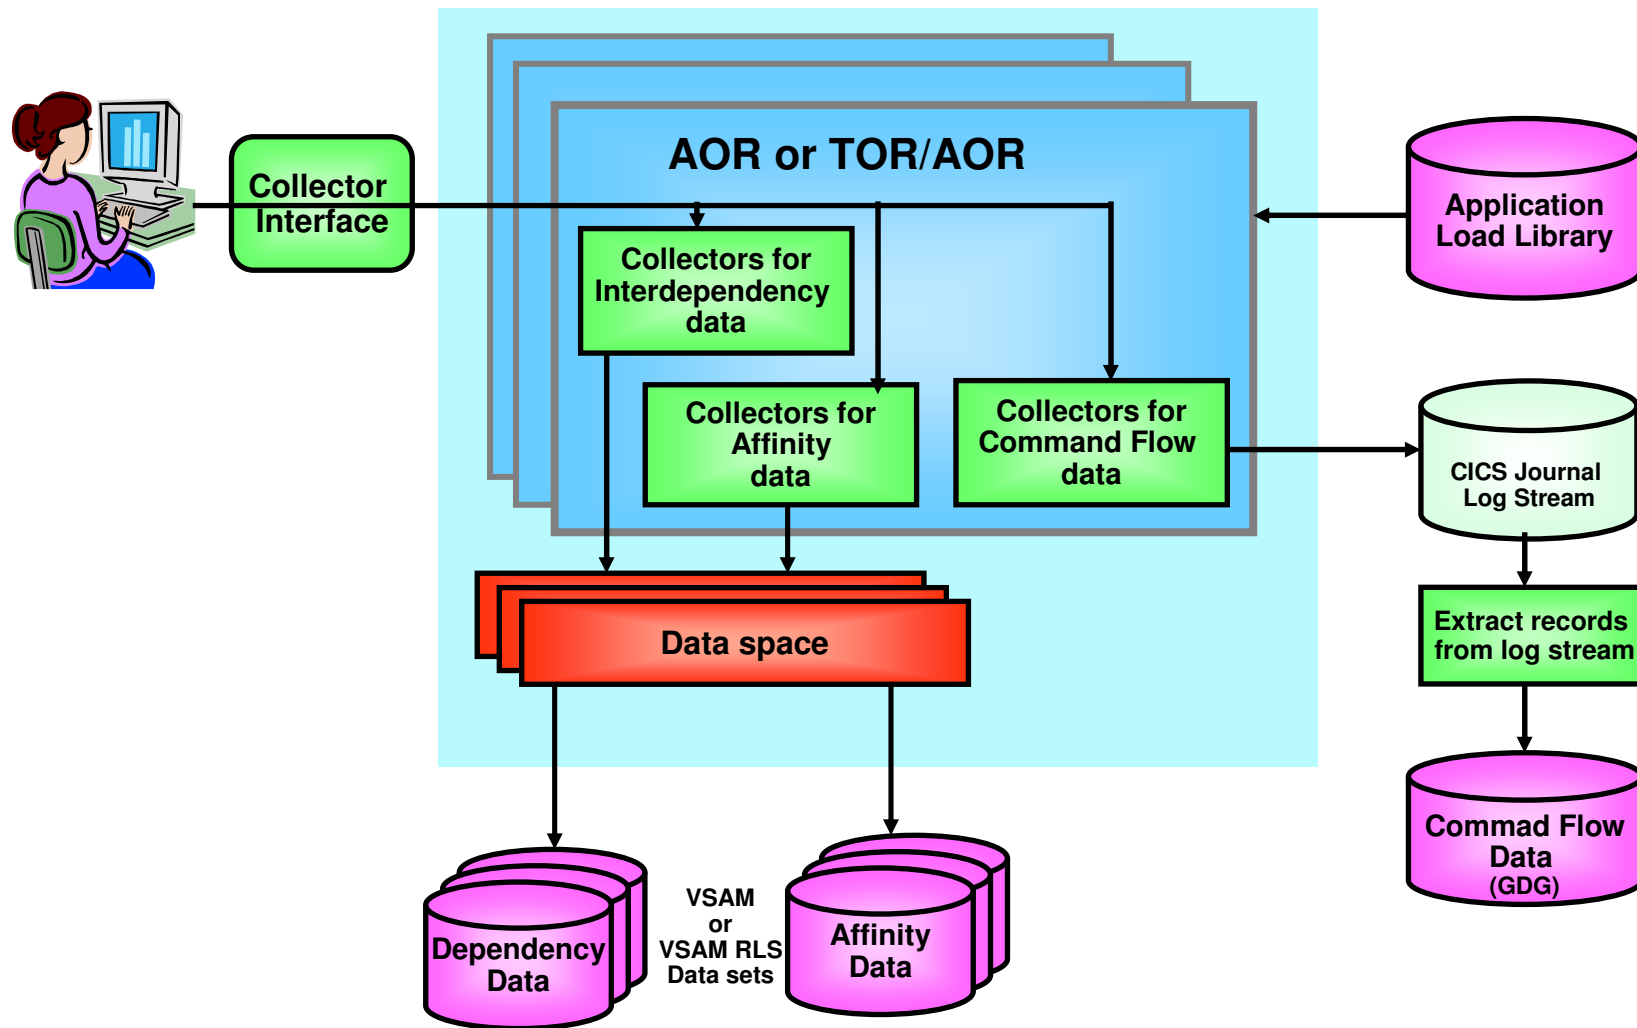 AOR or TOR/AOR
Collector
Interface
Application
Load Library
Collectors for
Interdependency
data
Collectors for
Affinity
data
Collectors for
Command Flow
data
CICS Journal
Log Stream
Extract records
from log stream
Data space
Commad Flow
Data
(GDG)
Dependency
Data
VSAM
or
VSAM RLS
Data sets
Affinity
Data